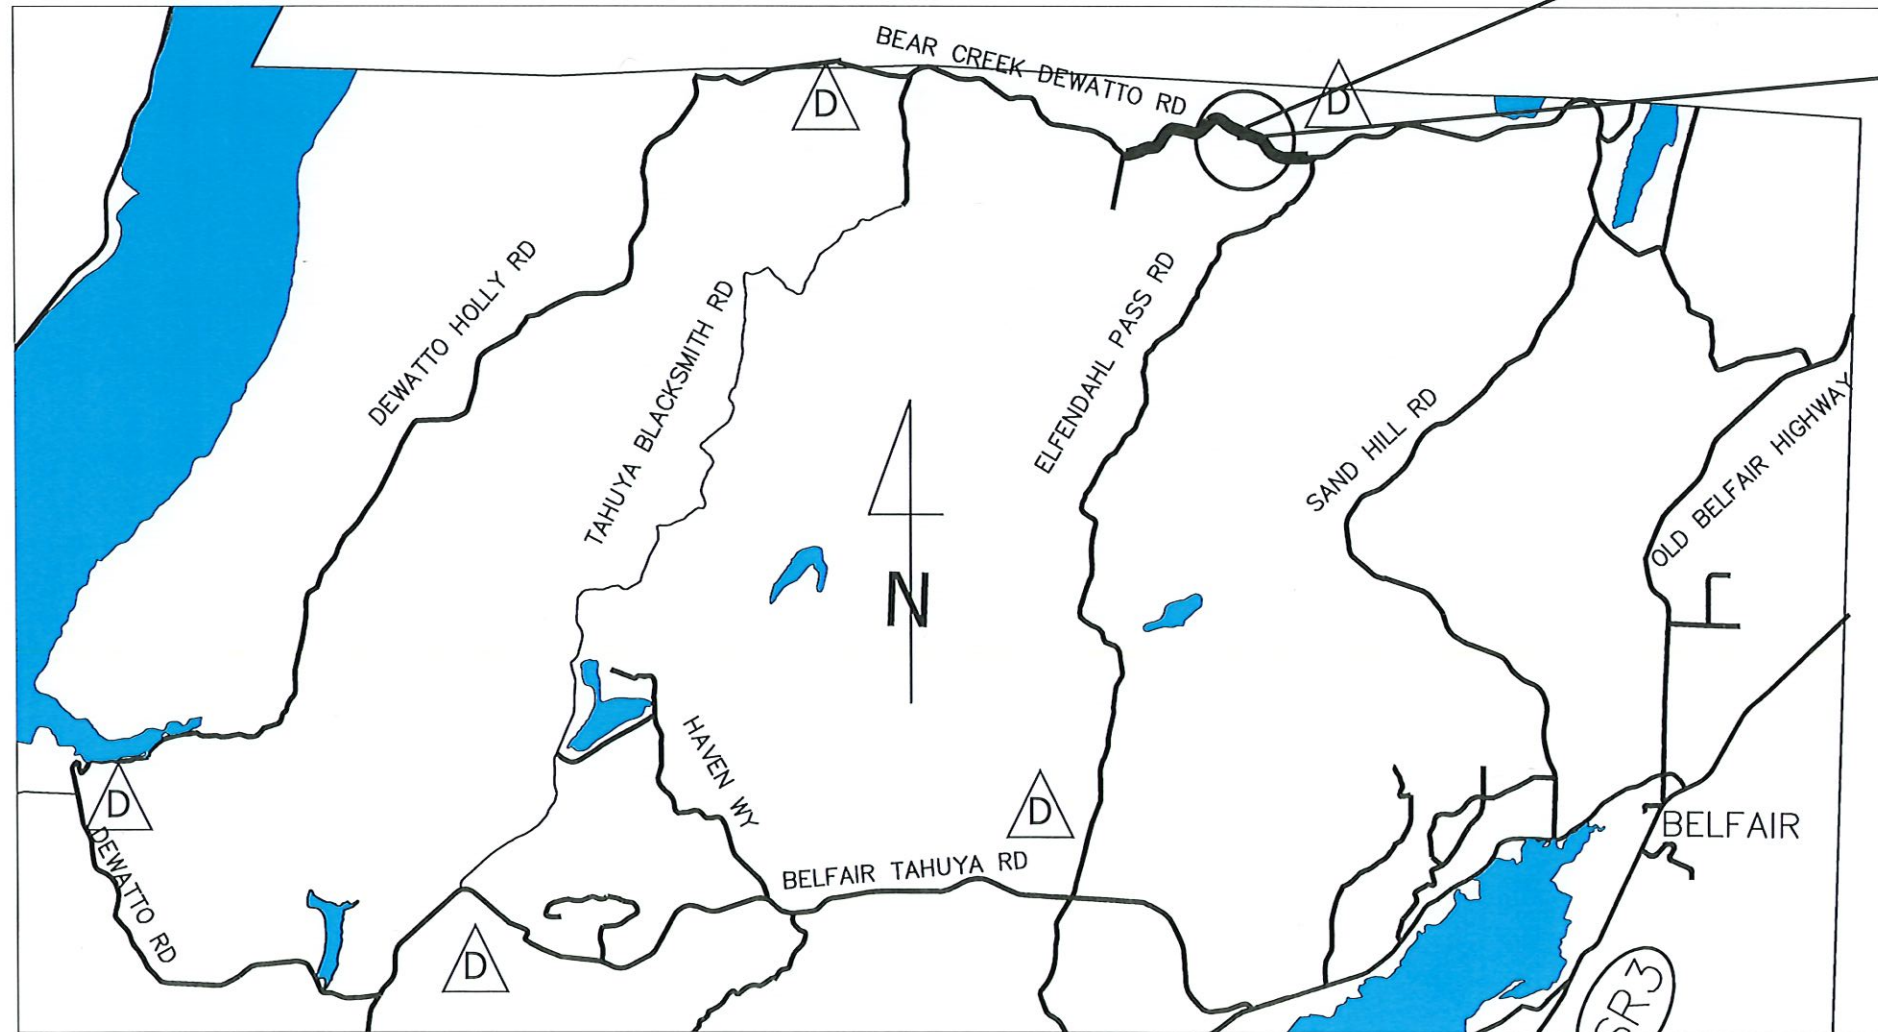 BEAR CREEK DEWATTO RD
D
D
DEWATTO HOLLY RD
TAHUYA BLACKSMITH RD
ELFENDAHL PASS RD
SAND HILL RD
OLD BELFAIR HIGHWAY
N
HAVEN WY
D
DEWATTO RD
D
BELFAIR TAHUYA RD
BELFAIR
D
SR3